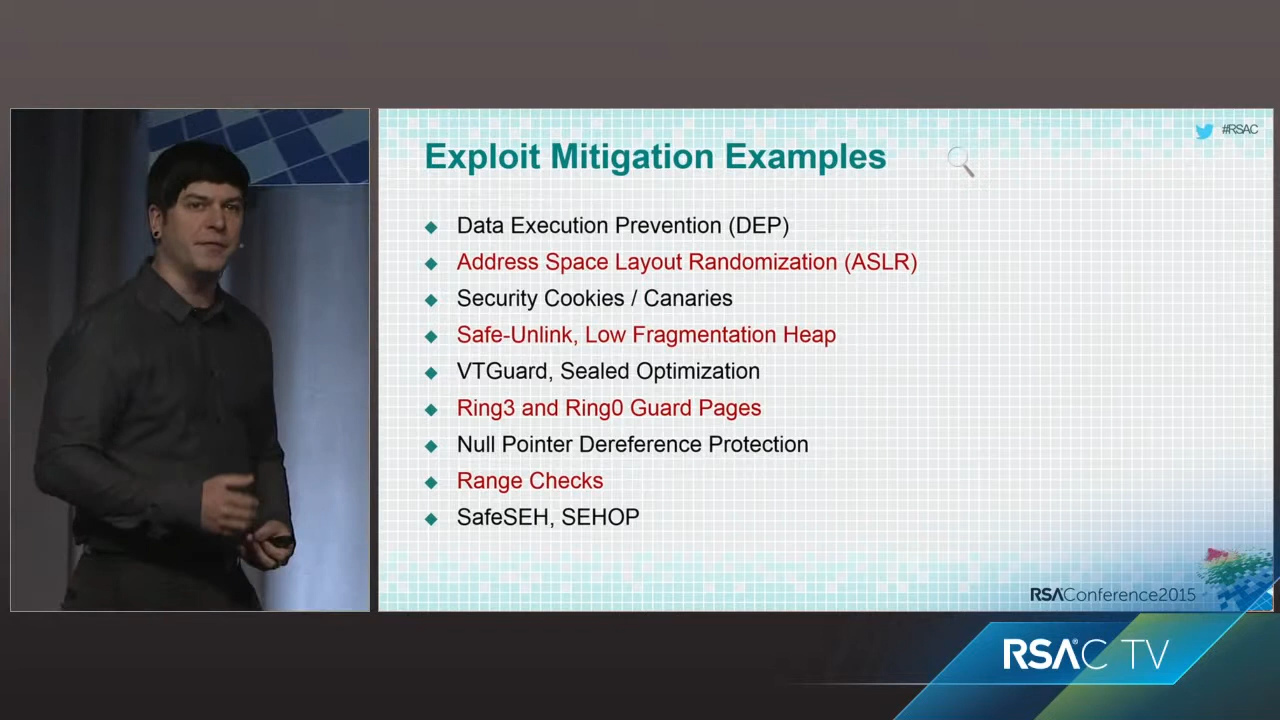 #RSAC
Exploit Mitigation Examples
Data Execution Prevention (DEP)
Address Space Layout Randomization (ASLR)
Security Cookies / Canaries
Safe-Unlink, Low Fragmentation Heap
VTGuard, Sealed Optimization
Ring3 and Ring0 Guard Pages
Null Pointer Dereference Protection
Range Checks
SafeSEH, SEHOP
RSAConference2015
RSA®C TV